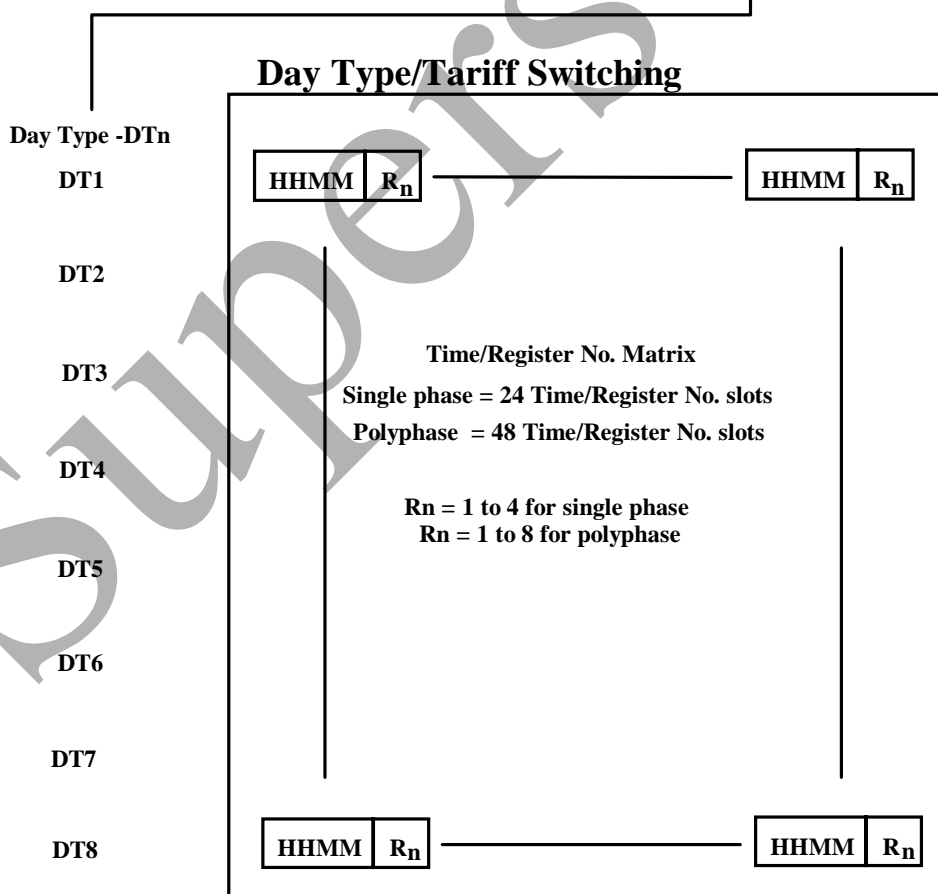 Day Type/Tariff Switching
Day Type -DTn
DT1
HHMM Rn HHMM Rn
DT2
Time/Register No. Matrix
DT3
Single phase = 24 Time/Register No. slots
Polyphase = 48 Time/Register No. slots
DT4
Rn = 1 to 4 for single phase
Rn = 1 to 8 for polyphase
DT5
DT6
DT7
DT8
HHMM Rn HHMM Rn
Supers